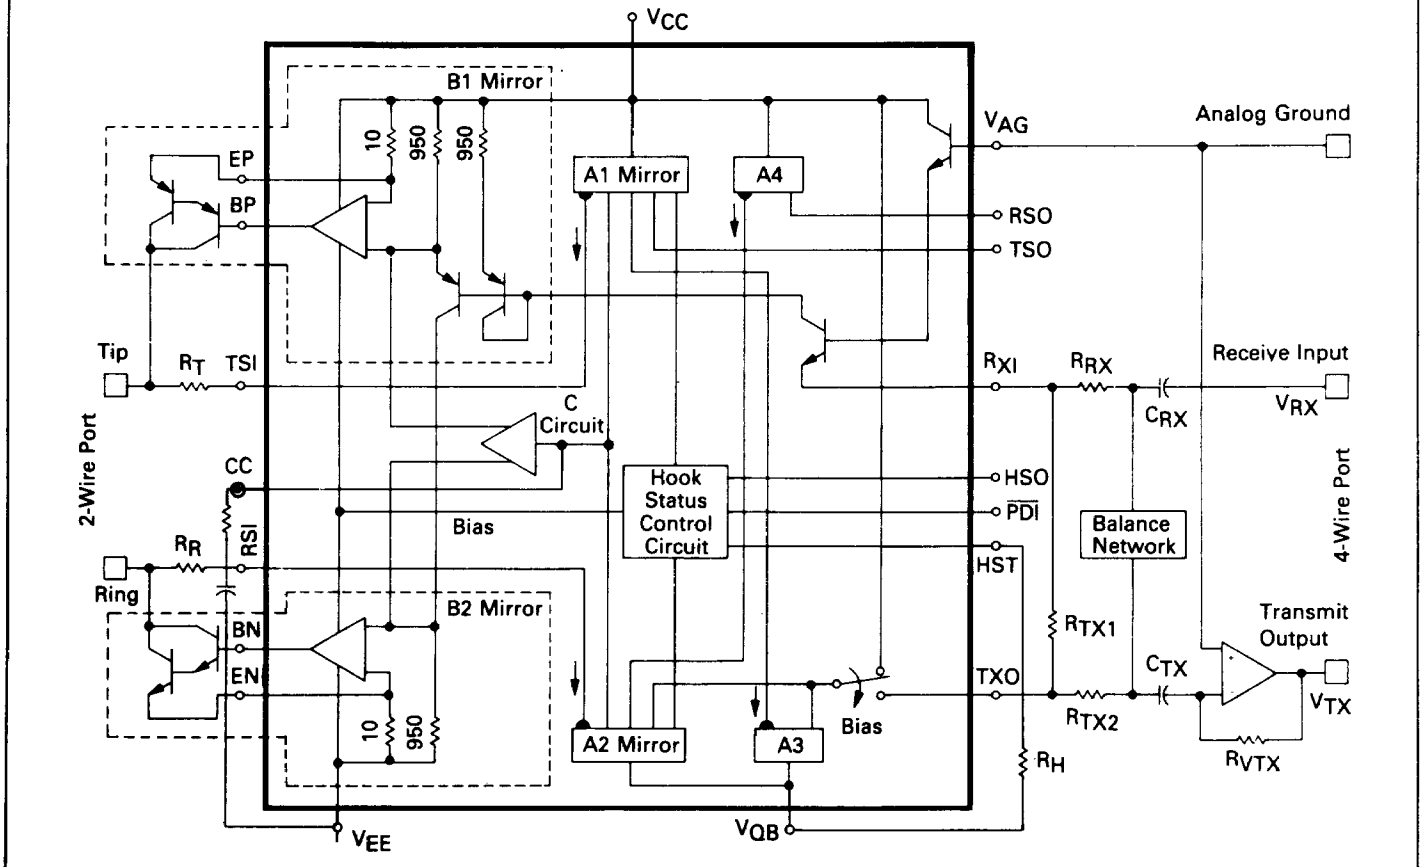 VCC
B1 Mirror
10
950
950
VAG
Analog Ground
EP
BP
A1 Mirror
A4
RSO
TSO
Tip
RT
TSI
RXI
RRX
Receive Input
CRX
VRX
C
Circuit
2-Wire Port
CC
Hook
Status
Control
Circuit
HSO
PDI
HST
Bias
RR
RSI
Ring
Balance
Network
4-Wire Port
B2 Mirror
BN
EN
RTX1
Transmit
Output
TXO
CTX
RTX2
VTX
10
950
A2 Mirror
A3
Bias
RH
RVTX
VEE
VQB